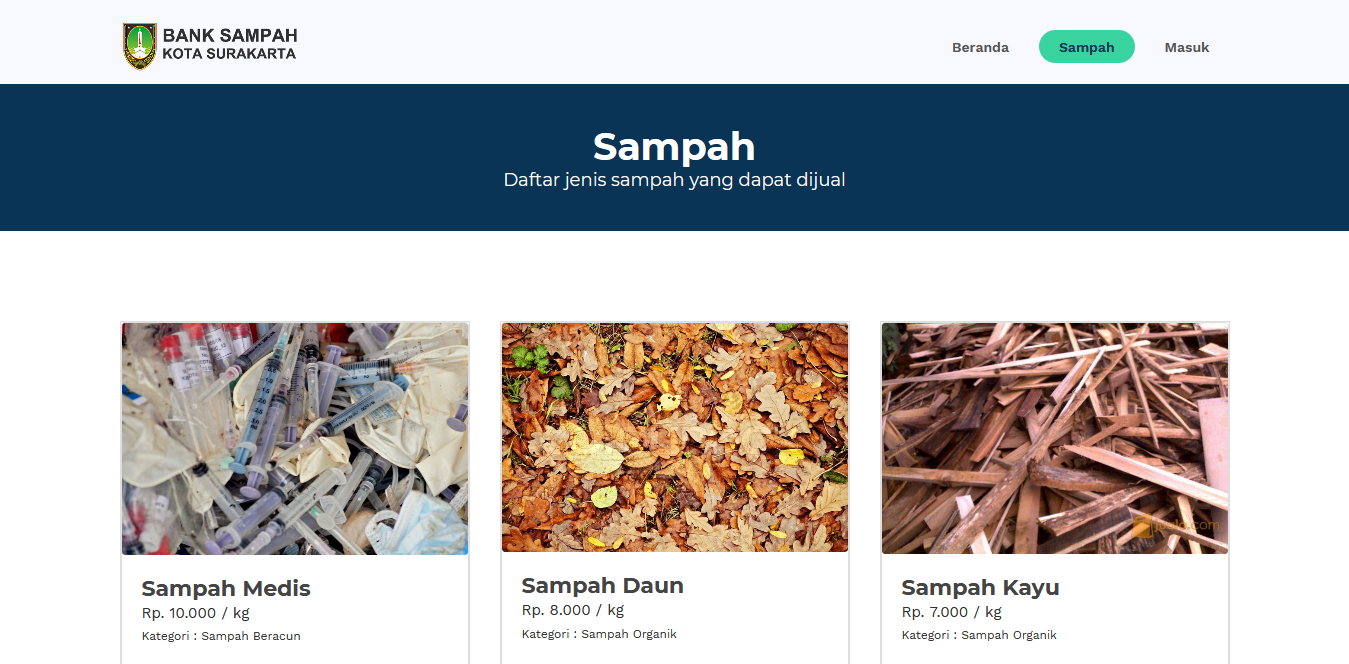 BANK SAMPAH
KOTA SURAKARTA
Beranda
Sampah
Masuk
Sampah
Daftar jenis sampah yang dapat dijual
Sampah Medis
Rp. 10.000 / kg
Kategori : Sampah Beracun
Sampah Daun
Rp. 8.000 / kg
Kategori : Sampah Organik
Sampah Kayu
Rp. 7.000 / kg
Kategori : Sampah Organik